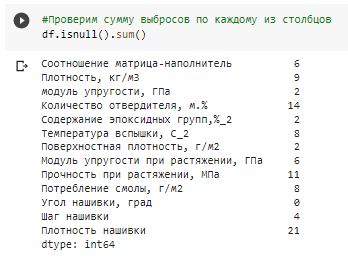 #Проверим сумму выбросов по каждому из столбцов
df.isnull().sum()
Соотношение матрица-наполнитель 6
Плотность, кг/м3 9
модуль упругости, ГПа 2
Количество отвердителя, м.% 14
Содержание эпоксидных групп,%_2 2
Температура вспышки, С_2 8
Поверхностная плотность, г/м2 2
Модуль упругости при растяжении, ГПа 6
Прочность при растяжении, МПа 11
Потребление смолы, г/м2 8
Угол нашивки, град 0
Шаг нашивки 4
Плотность нашивки 21
dtype: int64